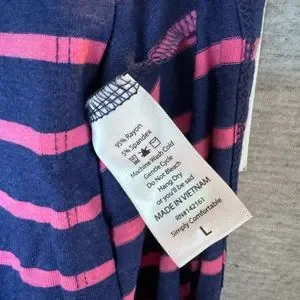 95% Rayon
5% Spandex
Machine Wash Cold
Gentle Cycle
Do Not Bleach
Hang Dry
or you'll be sad
MADE IN VIETNAM
RN#142161
Simply Comfortable
L